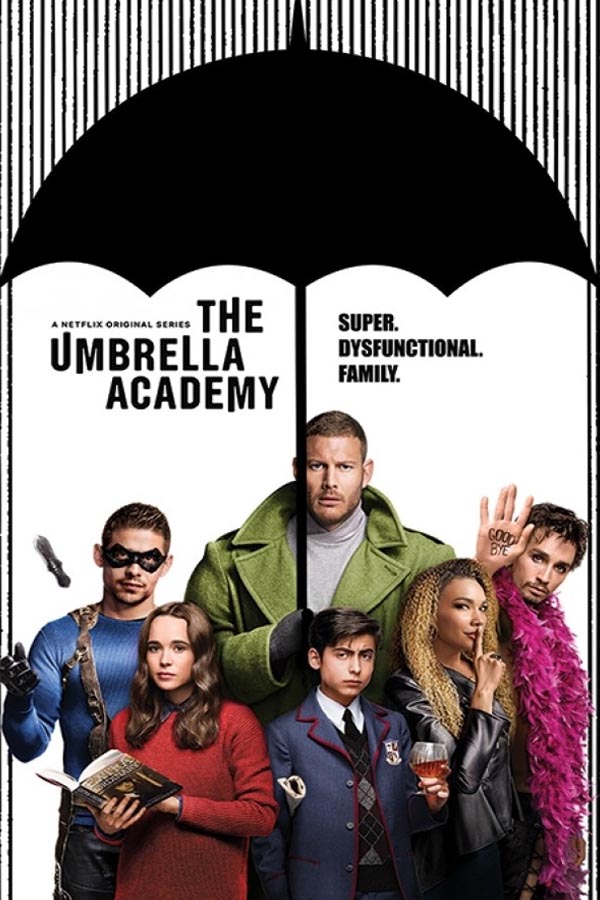 A NETFLIX ORIGINAL SERIES
THE
UMBRELLA
ACADEMY
SUPER.
DYSFUNCTIONAL.
FAMILY.
GOOD
BYE